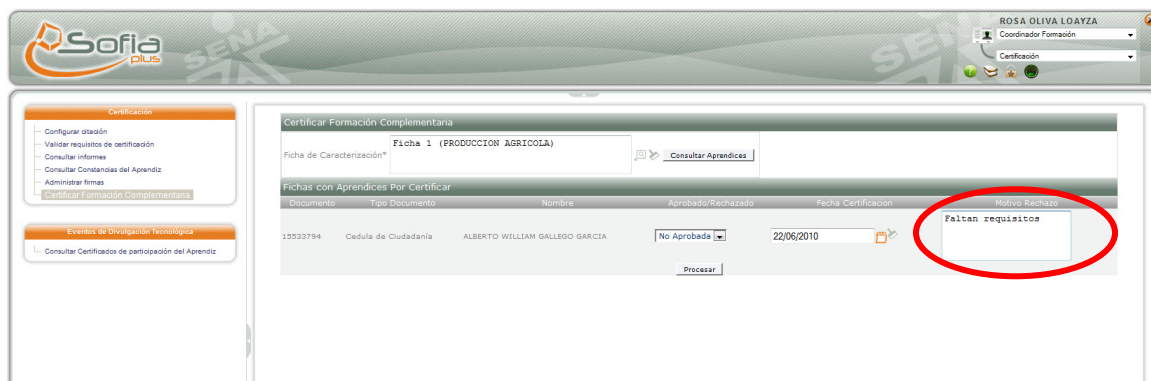 Sofia
plus
SENA
SENA
ROSA OLIVA LOAYZA
Coordinador Formación
Certificación
Certificación
Configurar citación
Validar requisitos de certificación
Consultar informes
Consultar Constancias del Aprendiz
Administrar firmas
Certificar Formación Complementaria
Eventos de Divulgación Tecnológica
Consultar Certificados de participación del Aprendiz
Certificar Formación Complementaria
Ficha de Caracterización*
Ficha 1 (PRODUCCION AGRICOLA)
Consultar Aprendices
Fichas con Aprendices Por Certificar
Documento Tipo Documento Nombre Aprobado/Rechazado Fecha Certificacion Motivo Rechazo
15533794 Cedula de Ciudadanía ALBERTO WILLIAM GALLEGO GARCIA No Aprobada 22/06/2010 Faltan requisitos
Procesar